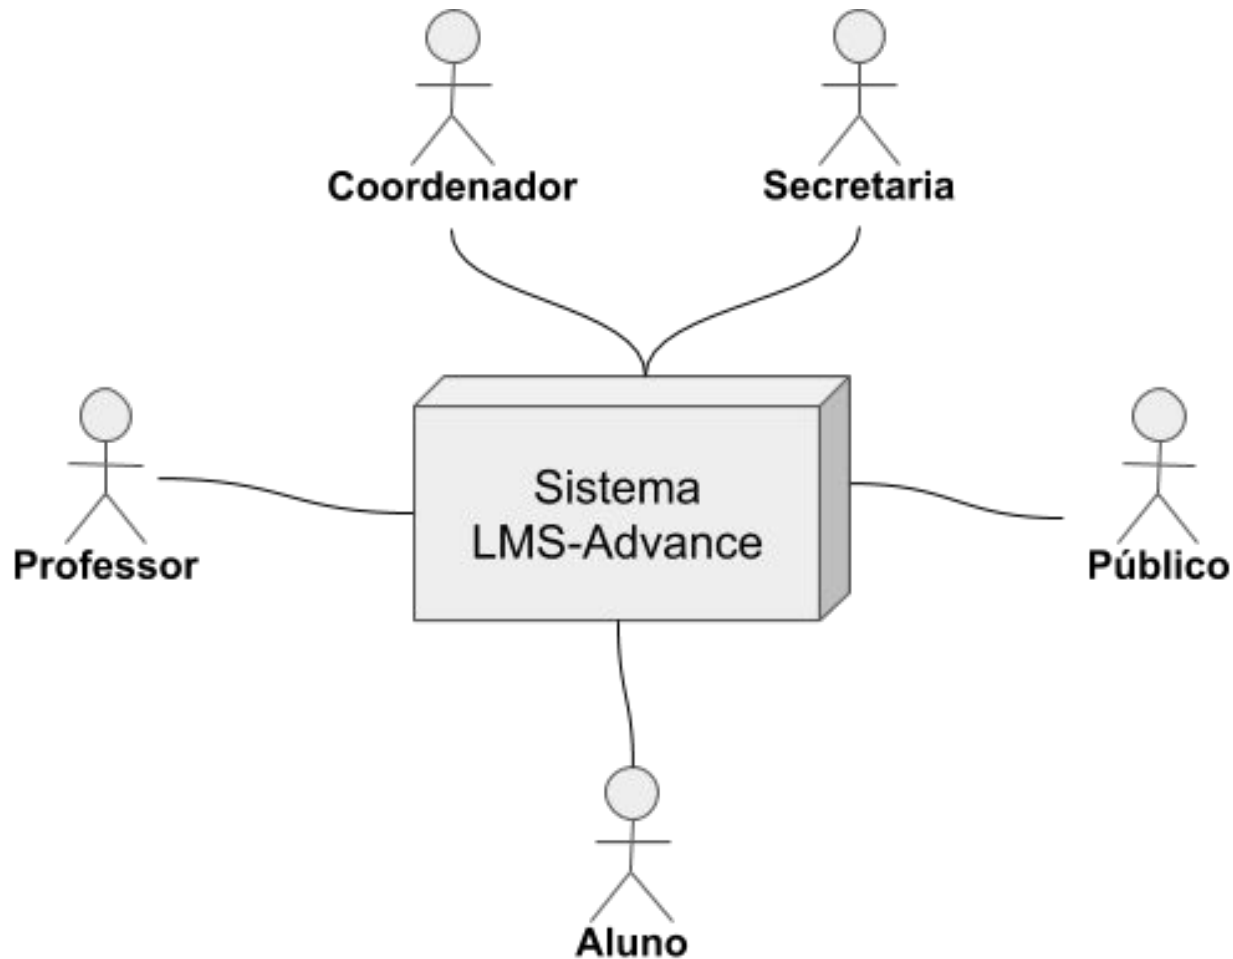 Coordenador
Secretaria
Sistema
LMS-Advance
Professor
Público
Aluno